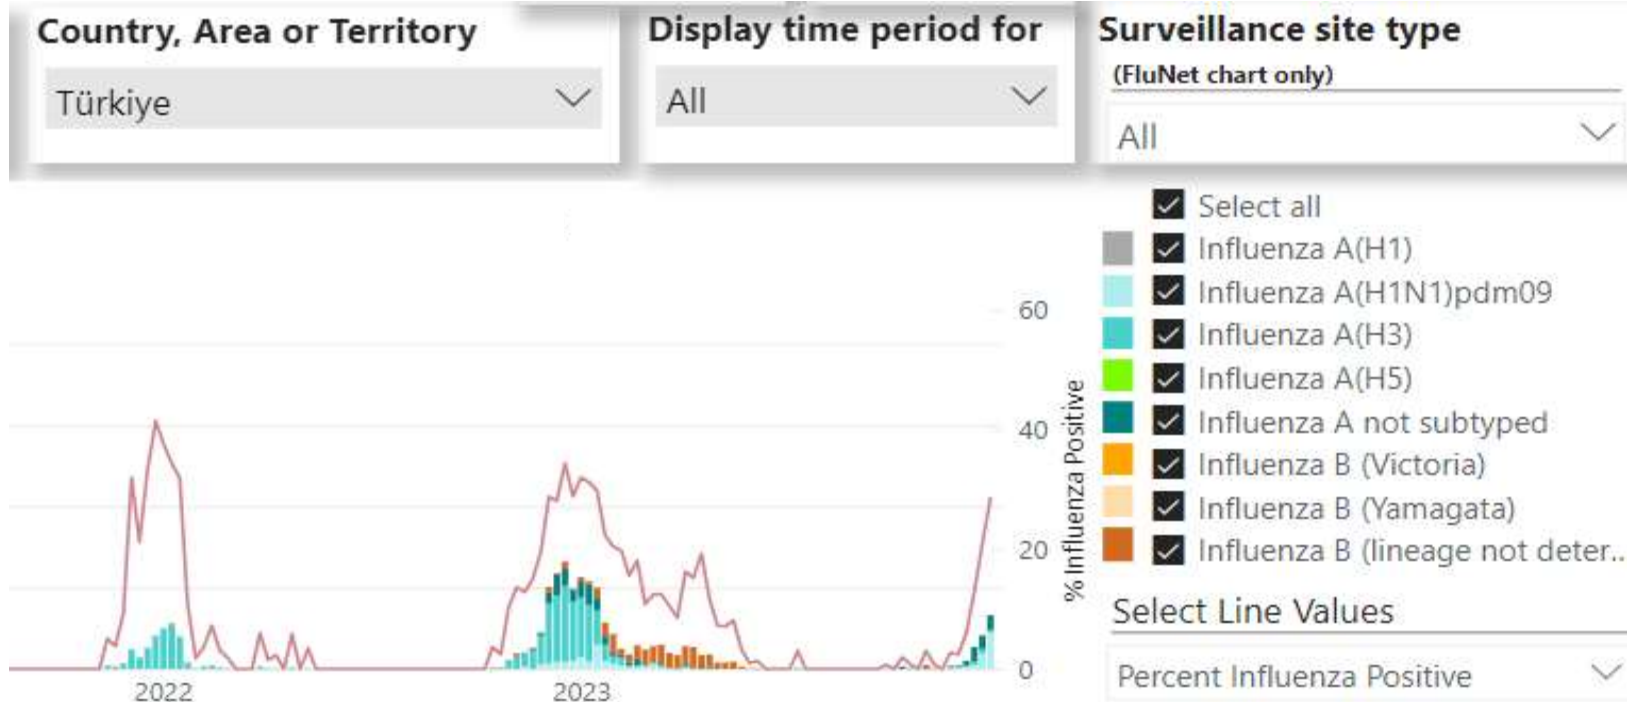 Country, Area or Territory
Türkiye
Display time period for
All
Surveillance site type
(FluNet chart only)
All
Select all
Influenza A(H1)
Influenza A(H1N1)pdm09
Influenza A(H3)
Influenza A(H5)
Influenza A not subtyped
Influenza B (Victoria)
Influenza B (Yamagata)
Influenza B (lineage not deter..
Select Line Values
Percent Influenza Positive
60
40
20
0
% Influenza Positive
2022
2023